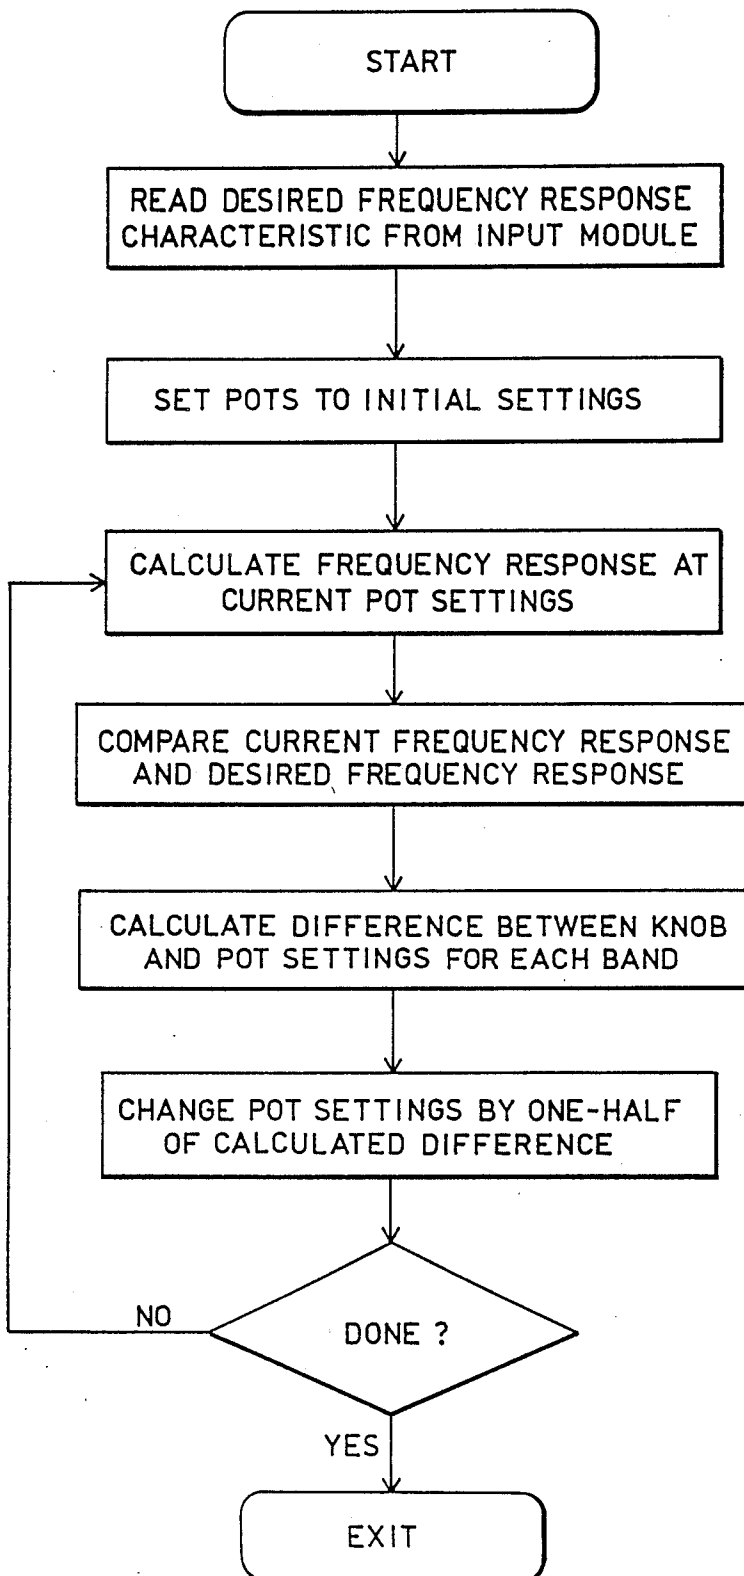 START
READ DESIRED FREQUENCY RESPONSE
CHARACTERISTIC FROM INPUT MODULE
SET POTS TO INITIAL SETTINGS
CALCULATE FREQUENCY RESPONSE AT
CURRENT POT SETTINGS
COMPARE CURRENT FREQUENCY RESPONSE
AND DESIRED FREQUENCY RESPONSE
CALCULATE DIFFERENCE BETWEEN KNOB
AND POT SETTINGS FOR EACH BAND
CHANGE POT SETTINGS BY ONE-HALF
OF CALCULATED DIFFERENCE
NO
DONE ?
YES
EXIT